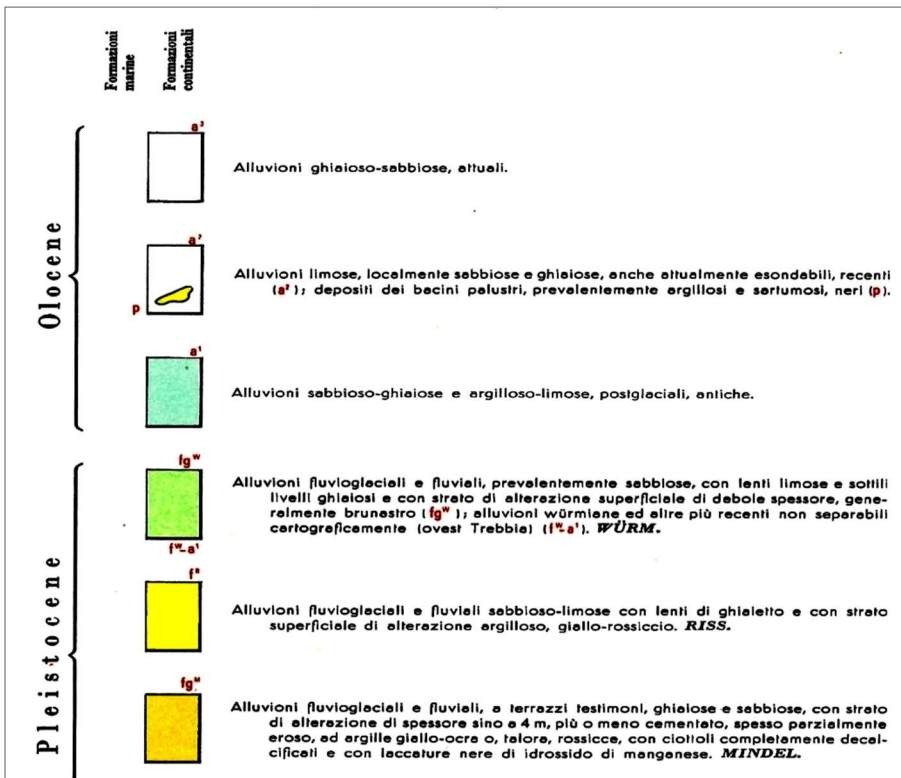 Formazioni marine
Formazioni continentali
Olocene
a³
Alluvioni ghiaioso-sabbiose, attuali.
a²
p
Alluvioni limose, localmente sabbiose e ghiaiose, anche attualmente esondabili, recenti
(a²); depositi dei bacini palustri, prevalentemente argillosi e sartumosi, neri (p).
a¹
Alluvioni sabbioso-ghiaiose e argilloso-limose, postglaciali, antiche.
Pleistocene
fgᵂ
fᵂ-a¹
Alluvioni fluvioglaciali e fluviali, prevalentemente sabbiose, con lenti limose e sottili
livelli ghiaiosi e con strato di alterazione superficiale di debole spessore, gene-
ralmente brunastro (fgᵂ); alluvioni würmiane ed altre più recenti non separabili
cartograficamente (ovest Trebbia) (fᵂ-a¹). WÜRM.
fᴿ
Alluvioni fluvioglaciali e fluviali sabbioso-limose con lenti di ghiaietto e con strato
superficiale di alterazione argilloso, giallo-rossiccio. RISS.
fgᴹ
Alluvioni fluvioglaciali e fluviali, a terrazzi testimoni, ghiaiose e sabbiose, con strato
di alterazione di spessore sino a 4 m, più o meno cementato, spesso parzialmente
eroso, ad argille giallo-ocra o, talora, rossicce, con ciottoli completamente decal-
cificati e con laccature nere di idrossido di manganese. MINDEL.